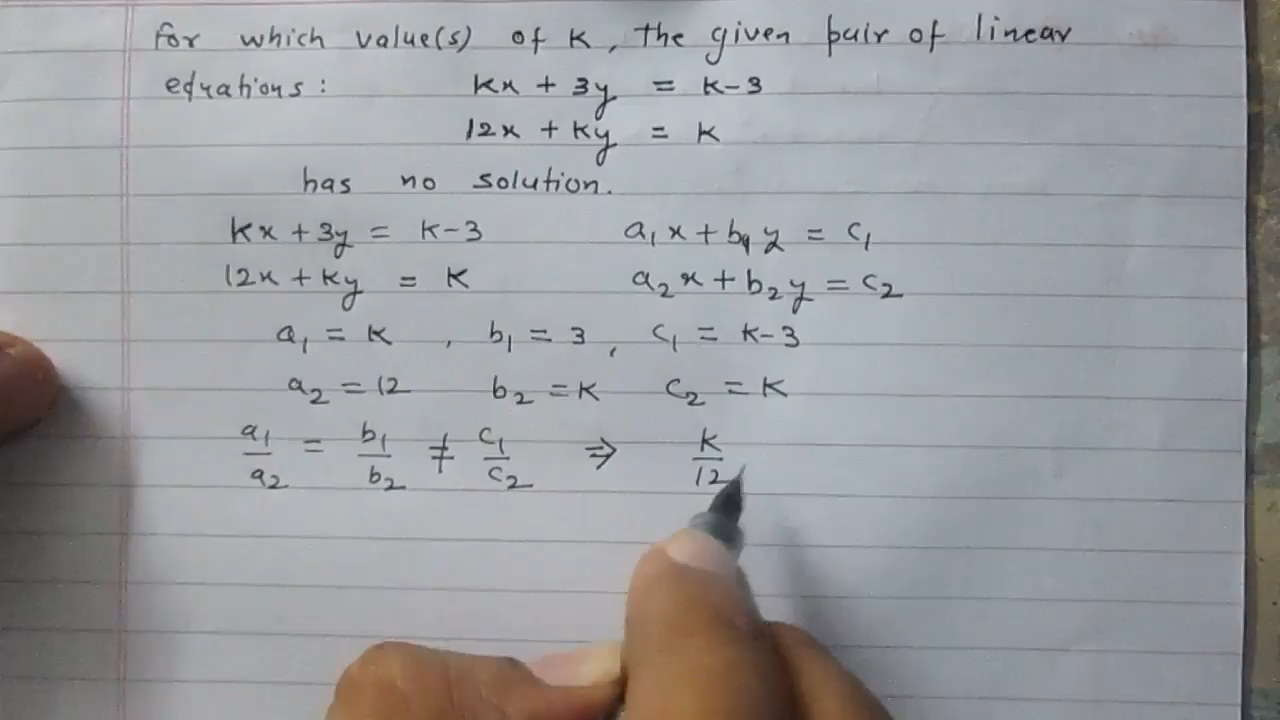 for which value(s) of k, the given pair of linear
equations: kx + 3y = k-3
12x + ky = k
has no solution.
kx + 3y = k-3 a₁x + b₁y = c₁
12x + ky = k a₂x + b₂y = c₂
a₁ = k , b₁ = 3 , c₁ = k-3
a₂ = 12 b₂ = k c₂ = k
a₁/a₂ = b₁/b₂ ≠ c₁/c₂ ⇒ k/12